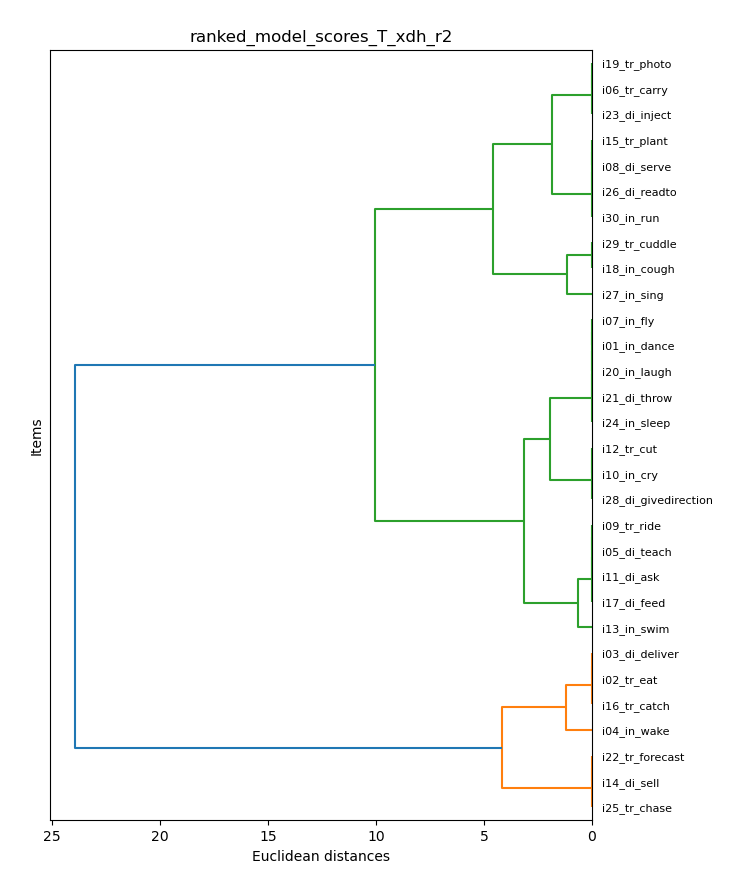 ranked_model_scores_T_xdh_r2
i19_tr_photo
i06_tr_carry
i23_di_inject
i15_tr_plant
i08_di_serve
i26_di_readto
i30_in_run
i29_tr_cuddle
i18_in_cough
i27_in_sing
i07_in_fly
i01_in_dance
i20_in_laugh
i21_di_throw
i24_in_sleep
i12_tr_cut
i10_in_cry
i28_di_givedirection
i09_tr_ride
i05_di_teach
i11_di_ask
i17_di_feed
i13_in_swim
i03_di_deliver
i02_tr_eat
i16_tr_catch
i04_in_wake
i22_tr_forecast
i14_di_sell
i25_tr_chase
Items
25 20 15 10 5 0
Euclidean distances